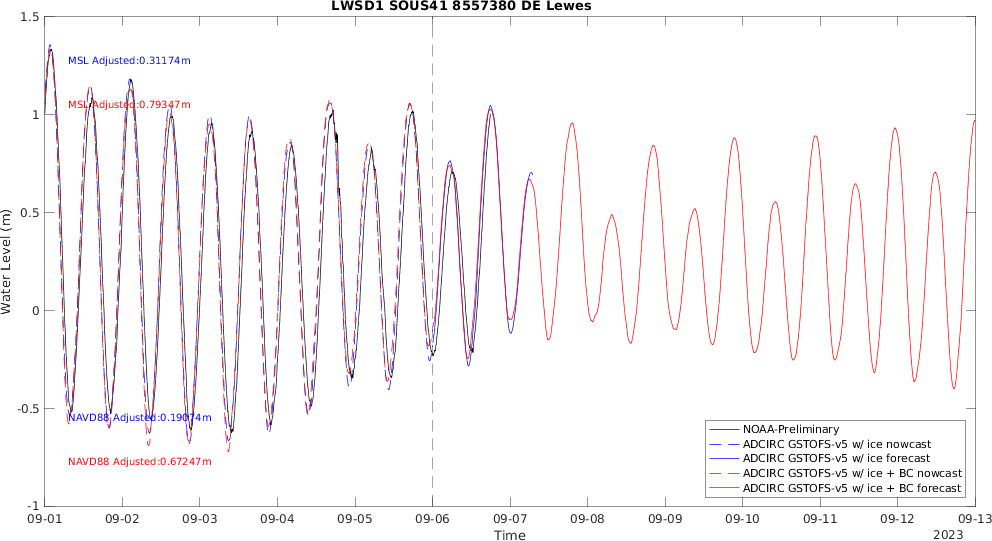 LWSD1 SOUS41 8557380 DE Lewes
1.5
MSL Adjusted:0.31174m
MSL Adjusted:0.79347m
1
0.5
Water Level (m)
0
-0.5
NAVD88 Adjusted:0.19074m
NAVD88 Adjusted:0.67247m
NOAA-Preliminary
ADCIRC GSTOFS-v5 w/ ice nowcast
ADCIRC GSTOFS-v5 w/ ice forecast
ADCIRC GSTOFS-v5 w/ ice + BC nowcast
ADCIRC GSTOFS-v5 w/ ice + BC forecast
-1
09-01 09-02 09-03 09-04 09-05 09-06 09-07 09-08 09-09 09-10 09-11 09-12 09-13
Time
2023